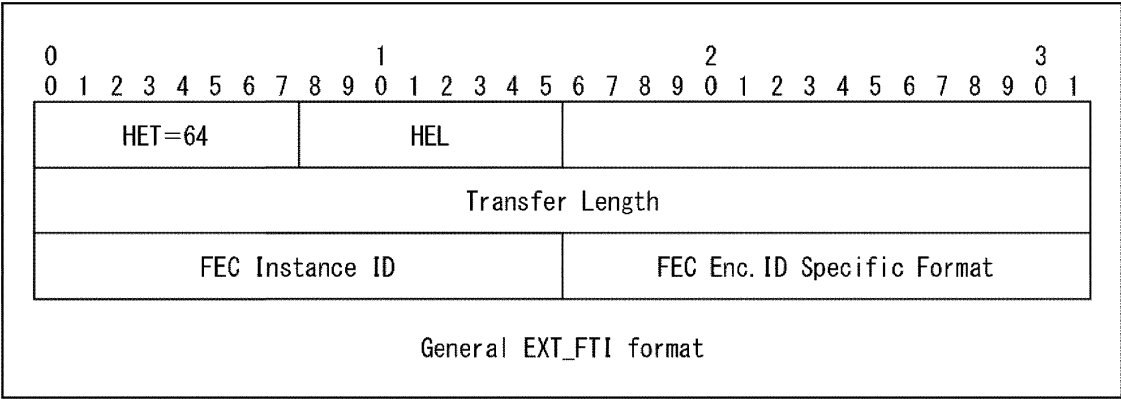 0 1 2 3
0 1 2 3 4 5 6 7 8 9 0 1 2 3 4 5 6 7 8 9 0 1 2 3 4 5 6 7 8 9 0 1
HET=64 HEL
Transfer Length
FEC Instance ID FEC Enc.ID Specific Format
General EXT_FTI format